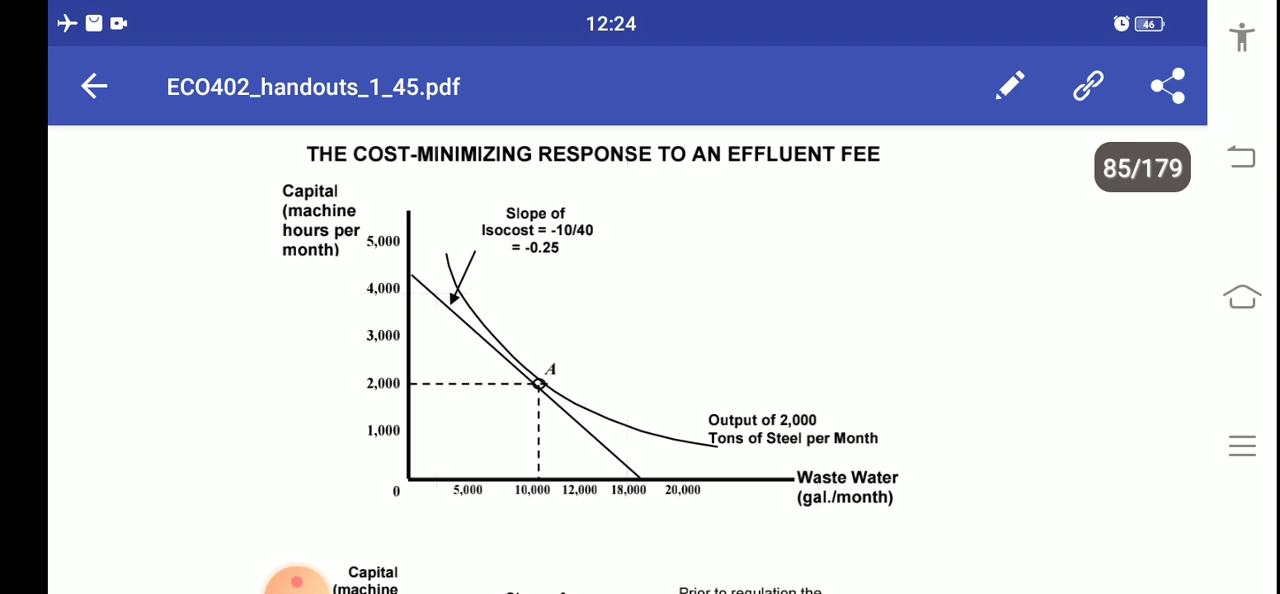 12:24
46
ECO402_handouts_1_45.pdf
85/179
THE COST-MINIMIZING RESPONSE TO AN EFFLUENT FEE
Capital
(machine
hours per
month)
Slope of
Isocost = -10/40
= -0.25
5,000
4,000
3,000
2,000
1,000
0
A
Output of 2,000
Tons of Steel per Month
5,000 10,000 12,000 18,000 20,000
Waste Water
(gal./month)
Capital
(machine
Slope of
Prior to regulation the